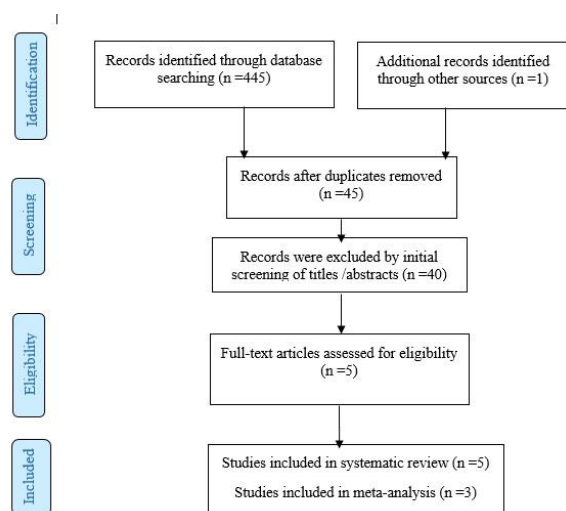 Identification
Records identified through database
searching (n =445)
Additional records identified
through other sources (n =1)
Screening
Records after duplicates removed
(n =45)
Records were excluded by initial
screening of titles /abstracts (n =40)
Eligibility
Full-text articles assessed for eligibility
(n =5)
Included
Studies included in systematic review (n =5)
Studies included in meta-analysis (n =3)